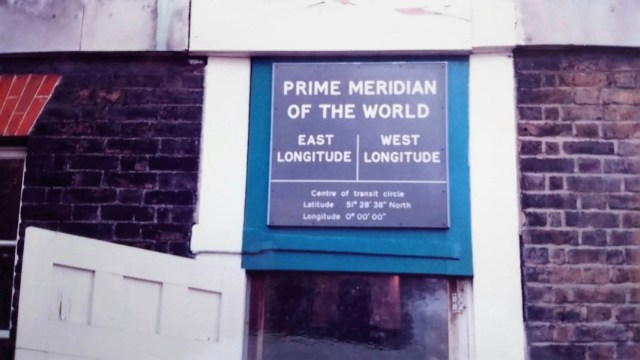 PRIME MERIDIAN
OF THE WORLD
EAST WEST
LONGITUDE LONGITUDE
Centre of transit circle
Latitude 51° 28' 38" North
Longitude 0° 00' 00"